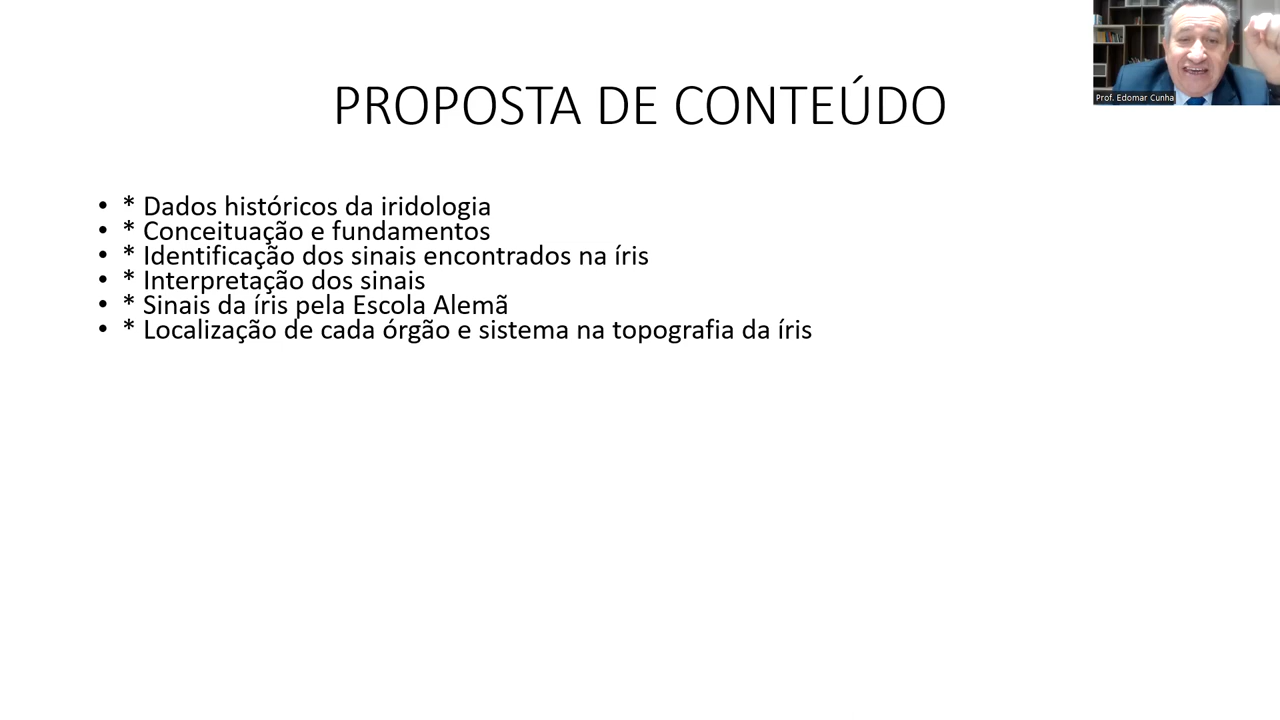 PROPOSTA DE CONTEÚDO
Prof. Edomar Cunha
• * Dados históricos da iridologia
• * Conceituação e fundamentos
• * Identificação dos sinais encontrados na íris
• * Interpretação dos sinais
• * Sinais da íris pela Escola Alemã
• * Localização de cada órgão e sistema na topografia da íris